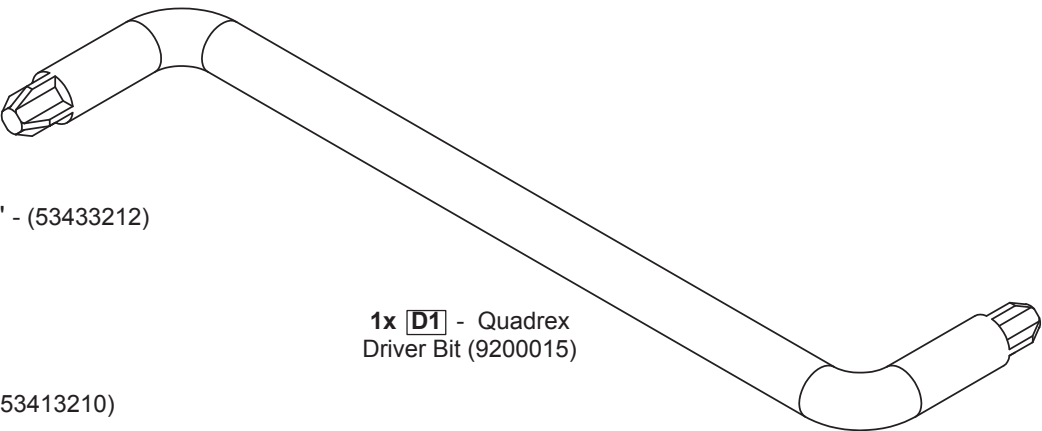 ' - (53433212)
1x D1 - Quadrex
Driver Bit (9200015)
53413210)